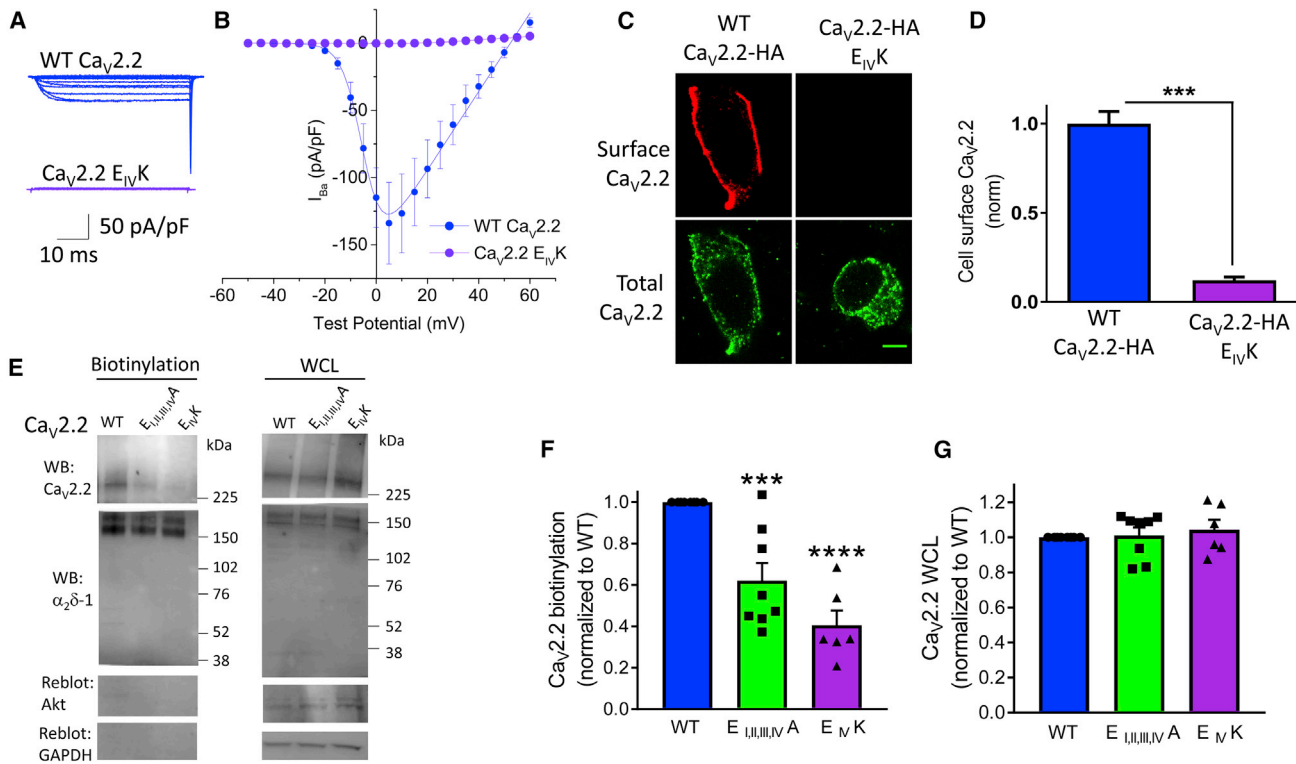 A
WT CaV2.2
CaV2.2 EIVK
50 pA/pF
10 ms
B
0
-25
-50
-75
-100
-125
-150
IBa (pA/pF)
WT CaV2.2
CaV2.2 EIVK
-60 -40 -20 0 20 40 60
Test Potential (mV)
C
WT
CaV2.2-HA
CaV2.2-HA
EIVK
Surface
CaV2.2
Total
CaV2.2
D
***
Cell surface CaV2.2
(norm)
1.0
0.5
0.0
WT
CaV2.2-HA
CaV2.2-HA
EIVK
E
Biotinylation
WCL
CaV2.2
WT EI,II,III,IVA EIVK
WT EI,II,III,IVA EIVK
kDa
kDa
WB:
CaV2.2
225
225
WB:
α2δ-1
150
102
76
52
38
150
102
76
52
38
Reblot:
Akt
Reblot:
GAPDH
F
CaV2.2 biotinylation
(normalized to WT)
1.0
0.8
0.6
0.4
0.2
0.0
***
****
WT E I,II,III,IV A E IV K
G
CaV2.2 WCL
(normalized to WT)
1.2
1.0
0.8
0.6
0.4
0.2
0.0
WT E I,II,III,IV A E IV K